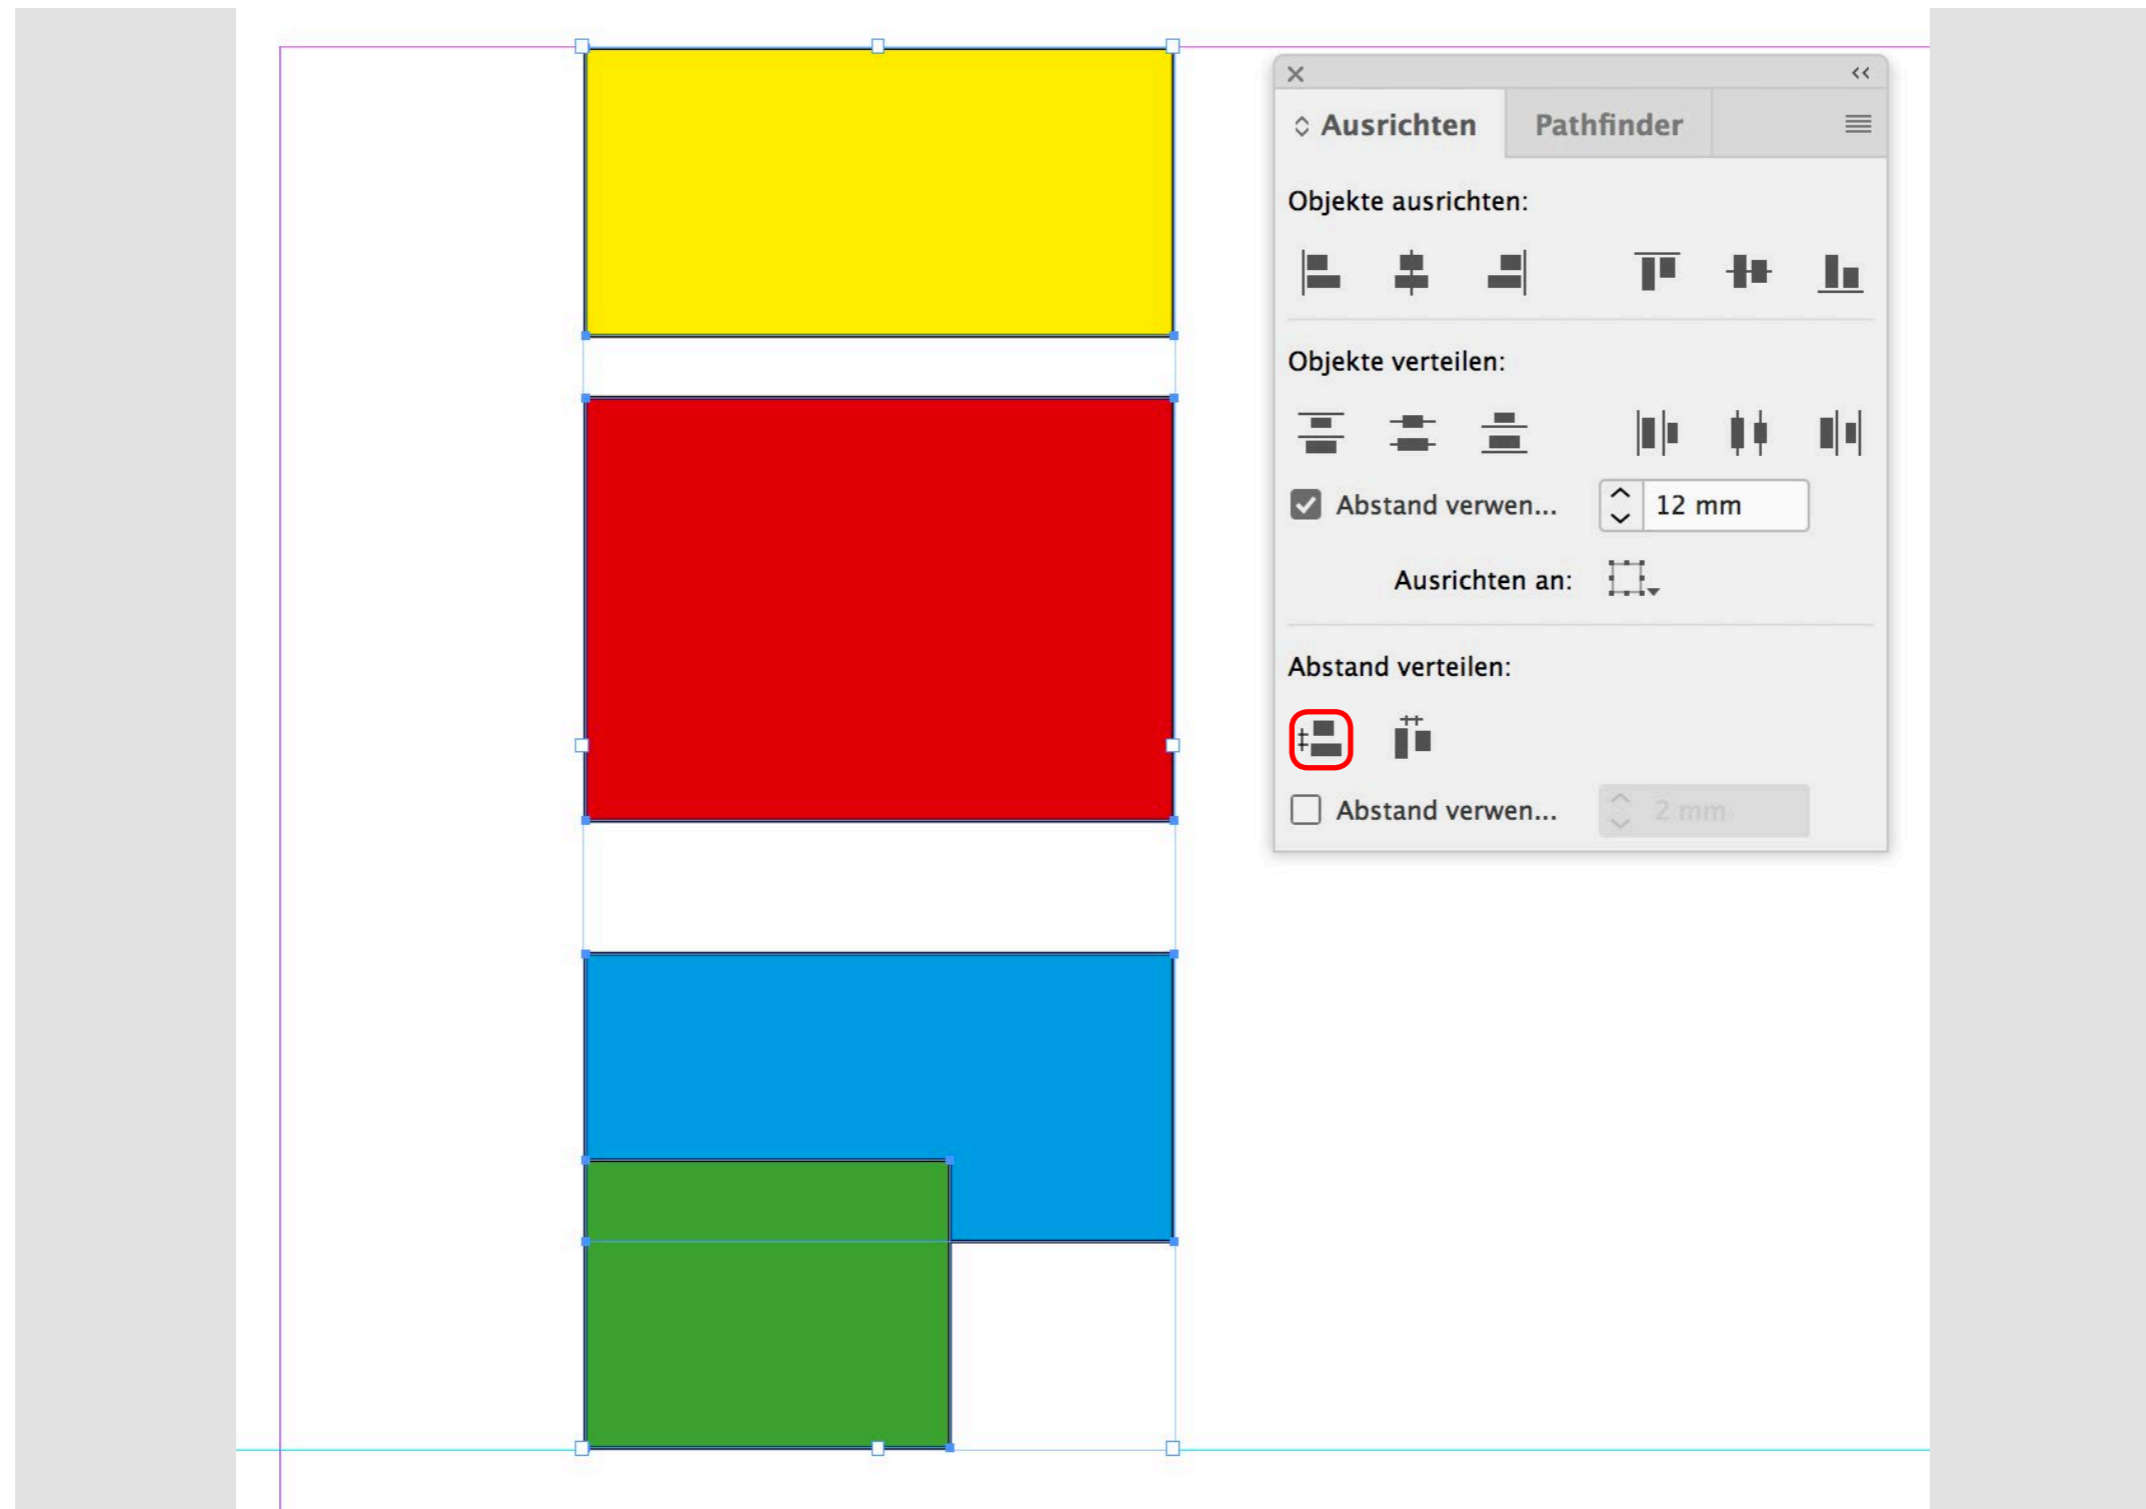 Ausrichten
Pathfinder
Objekte ausrichten:
Objekte verteilen:
Abstand verwen...
12 mm
Ausrichten an:
Abstand verteilen:
Abstand verwen...
2 mm